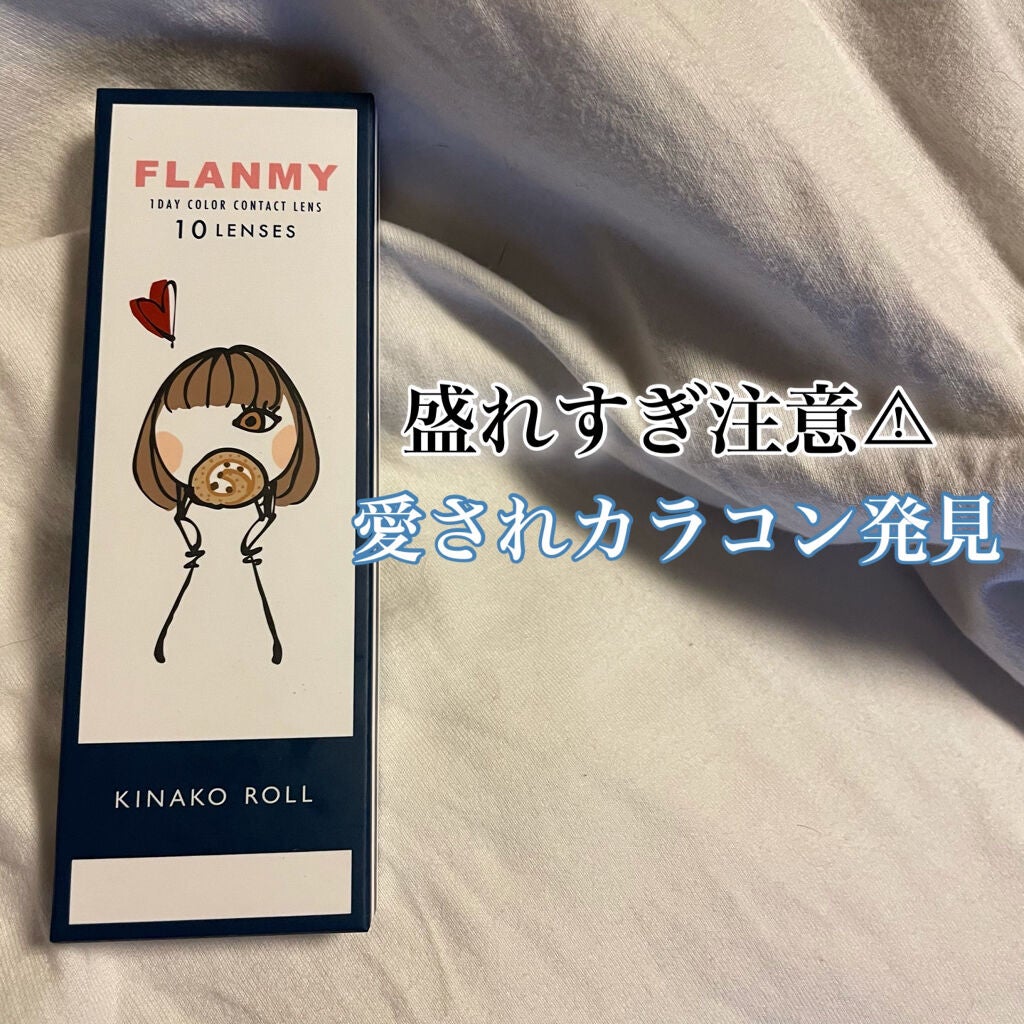 FLANMY
1DAY COLOR CONTACT LENS
10 LENSES
盛れすぎ注意⚠
愛されカラコン発見
KINAKO ROLL